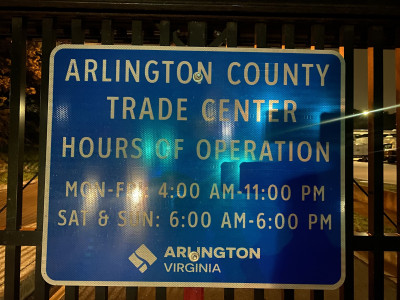 ARLINGTON COUNTY
TRADE CENTER
HOURS OF OPERATION
MON-FRI: 4:00 AM-11:00 PM
SAT & SUN: 6:00 AM-6:00 PM
ARLINGTON
VIRGINIA